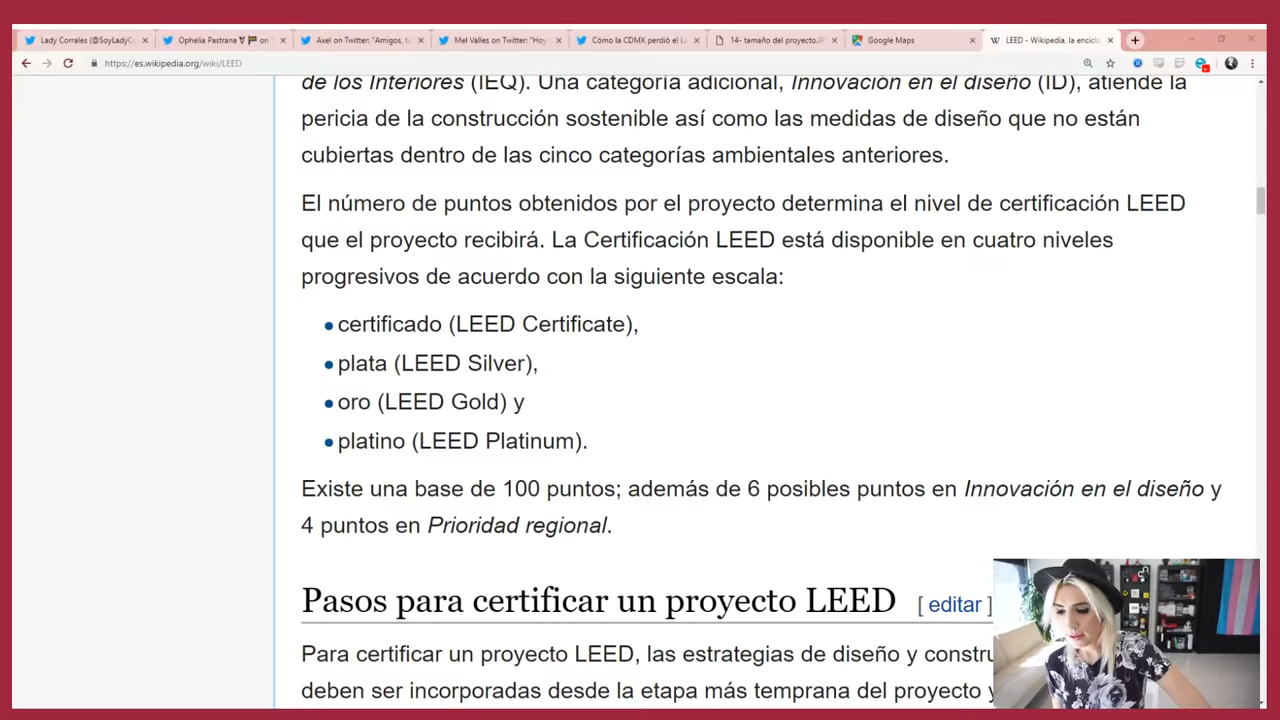 Lady Corrales (@SoyLadyC
Ophelia Pastrana ∀ on T
Axel on Twitter: "Amigos, ti
Mel Valles on Twitter: "Hoy
Cómo la CDMX perdió el L
14- tamaño del proyecto.
Google Maps
LEED - Wikipedia, la enciclo
https://es.wikipedia.org/wiki/LEED
de los Interiores (IEQ). Una categoría adicional, Innovación en el diseño (ID), atiende la
pericia de la construcción sostenible así como las medidas de diseño que no están
cubiertas dentro de las cinco categorías ambientales anteriores.
El número de puntos obtenidos por el proyecto determina el nivel de certificación LEED
que el proyecto recibirá. La Certificación LEED está disponible en cuatro niveles
progresivos de acuerdo con la siguiente escala:
certificado (LEED Certificate),
plata (LEED Silver),
oro (LEED Gold) y
platino (LEED Platinum).
Existe una base de 100 puntos; además de 6 posibles puntos en Innovación en el diseño y
4 puntos en Prioridad regional.
Pasos para certificar un proyecto LEED [ editar ]
Para certificar un proyecto LEED, las estrategias de diseño y constru
deben ser incorporadas desde la etapa más temprana del proyecto y